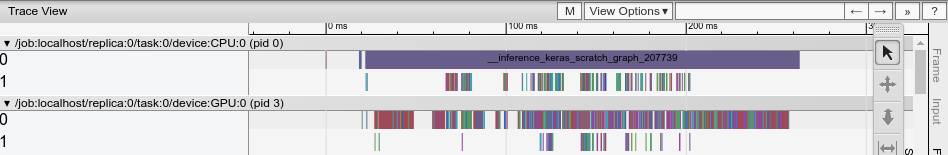 Trace View M View Options ▾ ← → » ?
0 ms 100 ms 200 ms
▼ /job:localhost/replica:0/task:0/device:CPU:0 (pid 0)
0 __inference_keras_scratch_graph_207739
1
▼ /job:localhost/replica:0/task:0/device:GPU:0 (pid 3)
0
1
Frame
Input